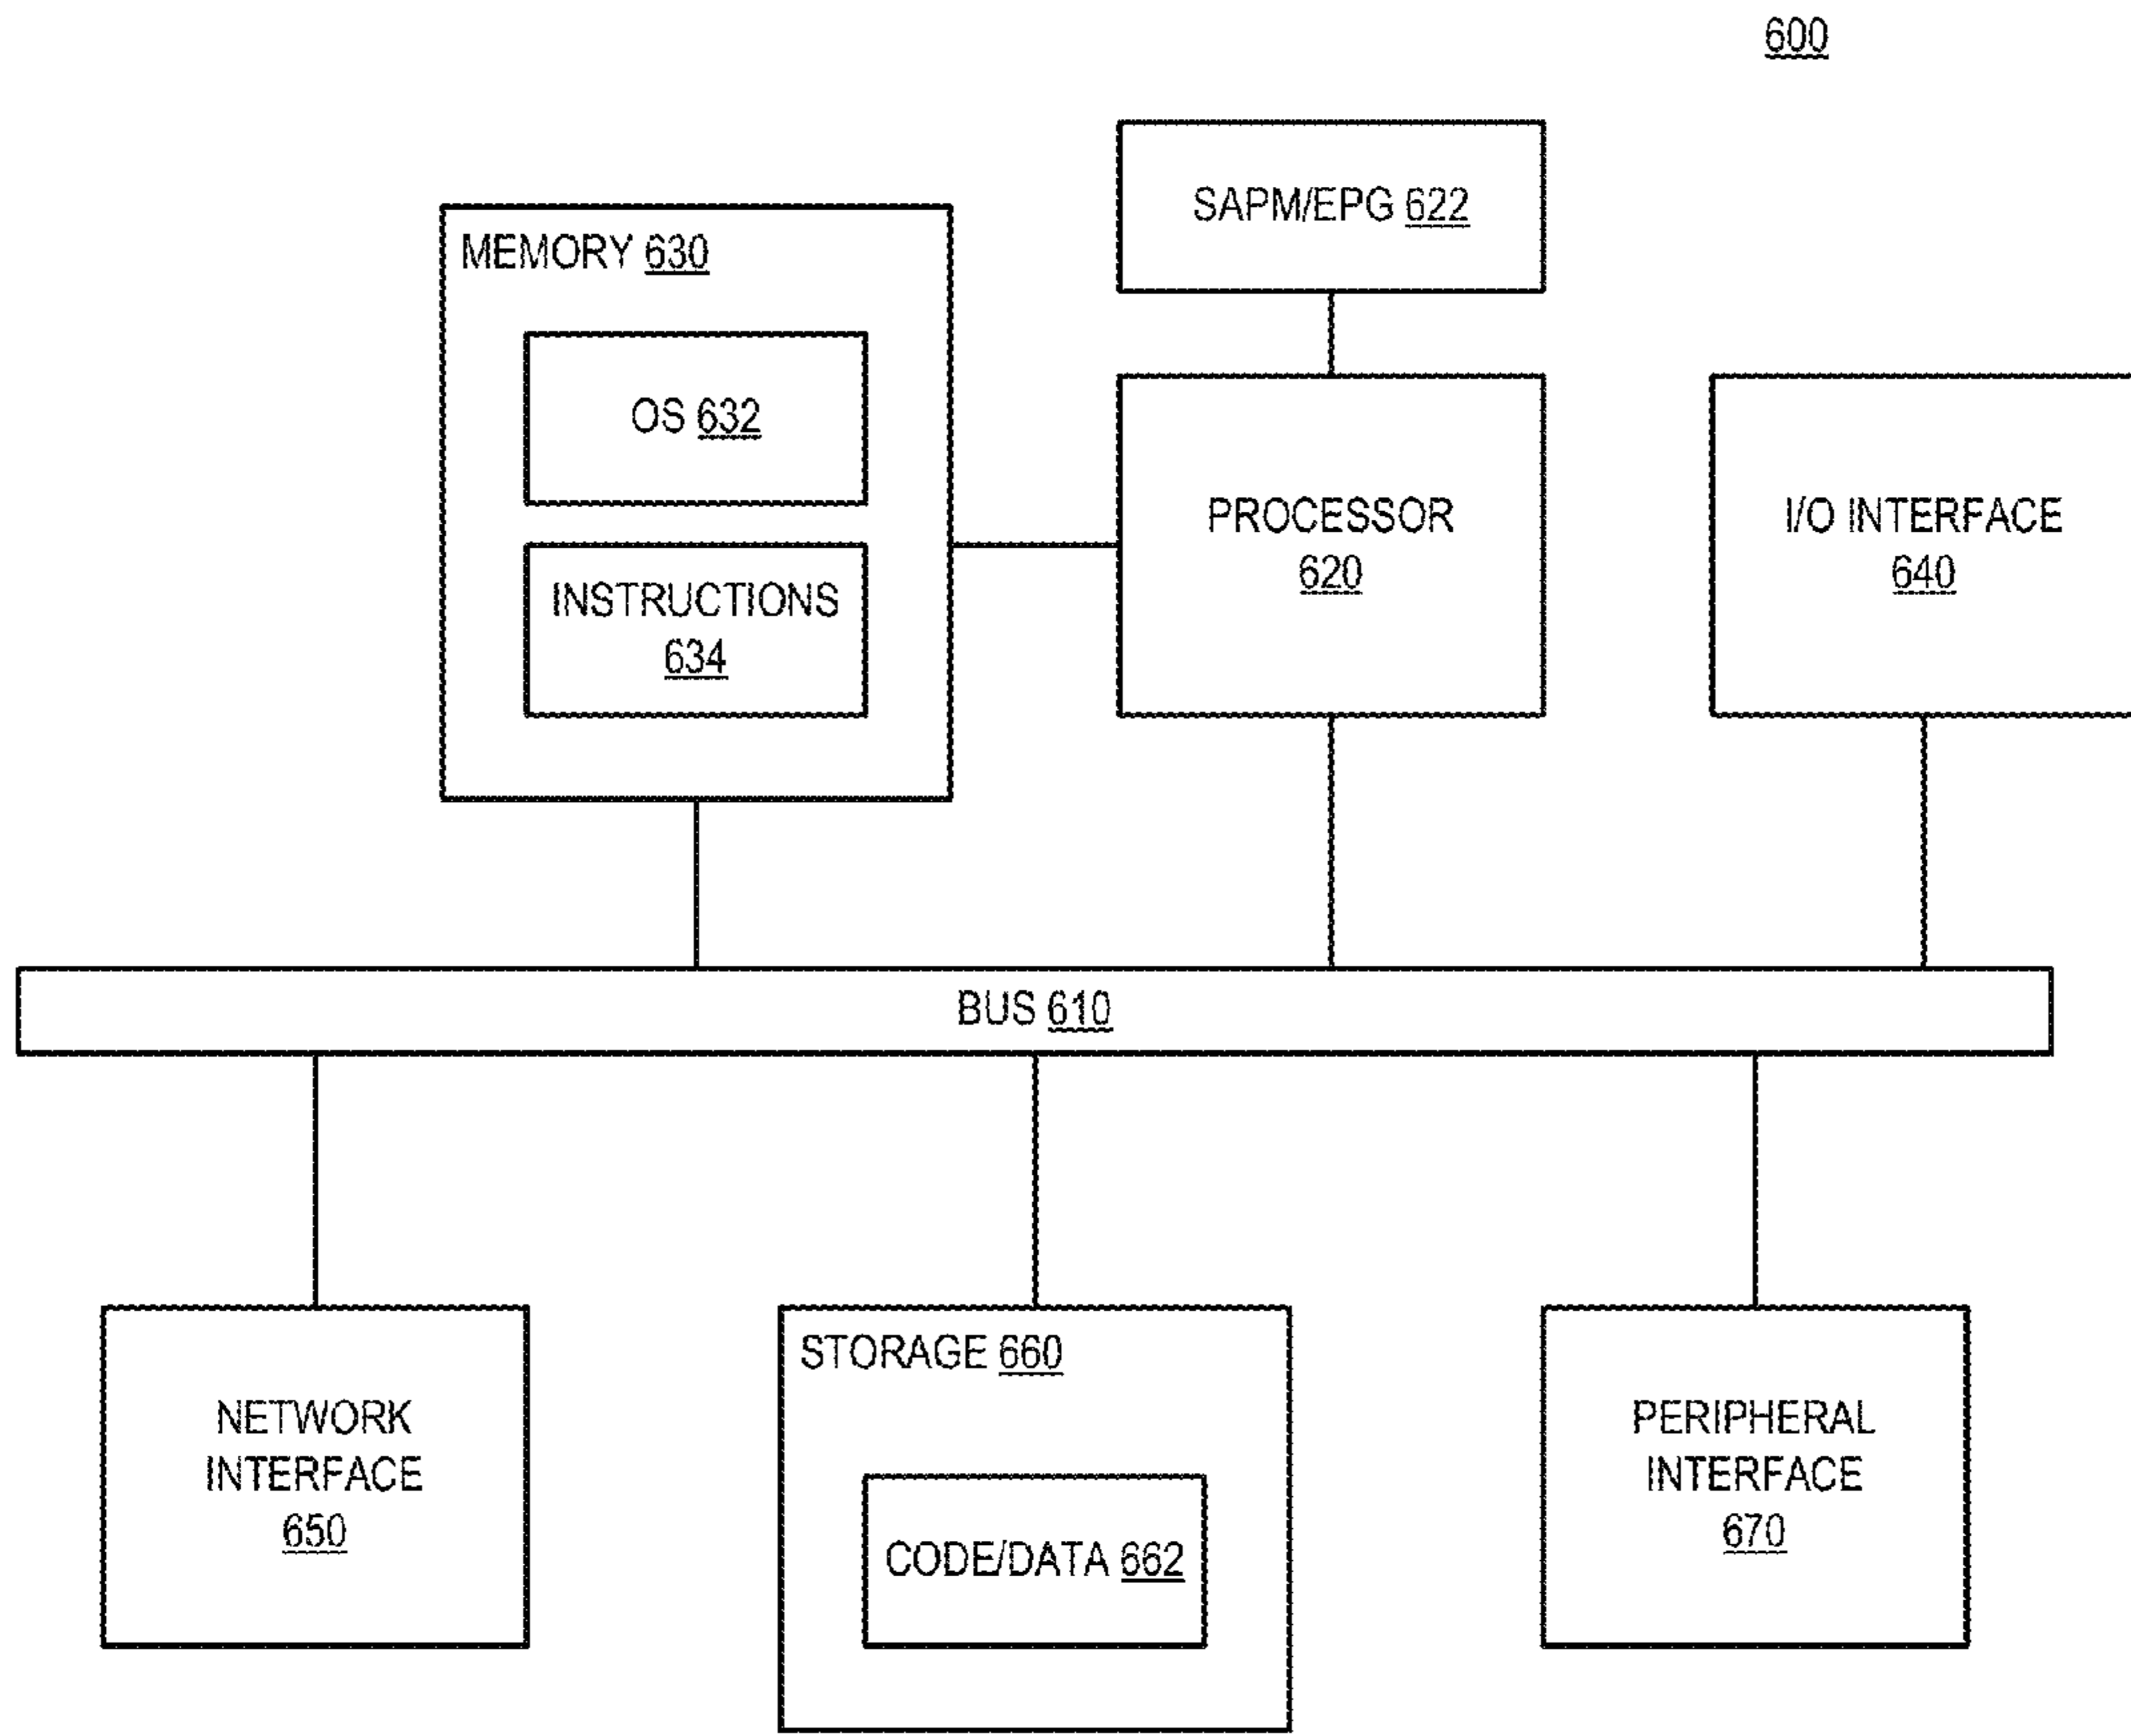 600
SAPM/EPG 622
MEMORY 630
OS 632
INSTRUCTIONS
634
PROCESSOR
620
I/O INTERFACE
640
BUS 610
NETWORK
INTERFACE
650
STORAGE 660
CODE/DATA 662
PERIPHERAL
INTERFACE
670